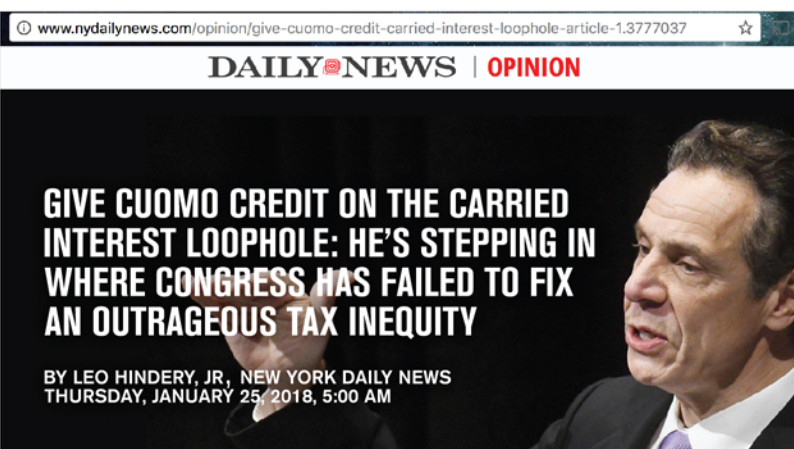 www.nydailynews.com/opinion/give-cuomo-credit-carried-interest-loophole-article-1.3777037
DAILY NEWS | OPINION
GIVE CUOMO CREDIT ON THE CARRIED
INTEREST LOOPHOLE: HE’S STEPPING IN
WHERE CONGRESS HAS FAILED TO FIX
AN OUTRAGEOUS TAX INEQUITY
BY LEO HINDERY, JR, NEW YORK DAILY NEWS
THURSDAY, JANUARY 25, 2018, 5:00 AM